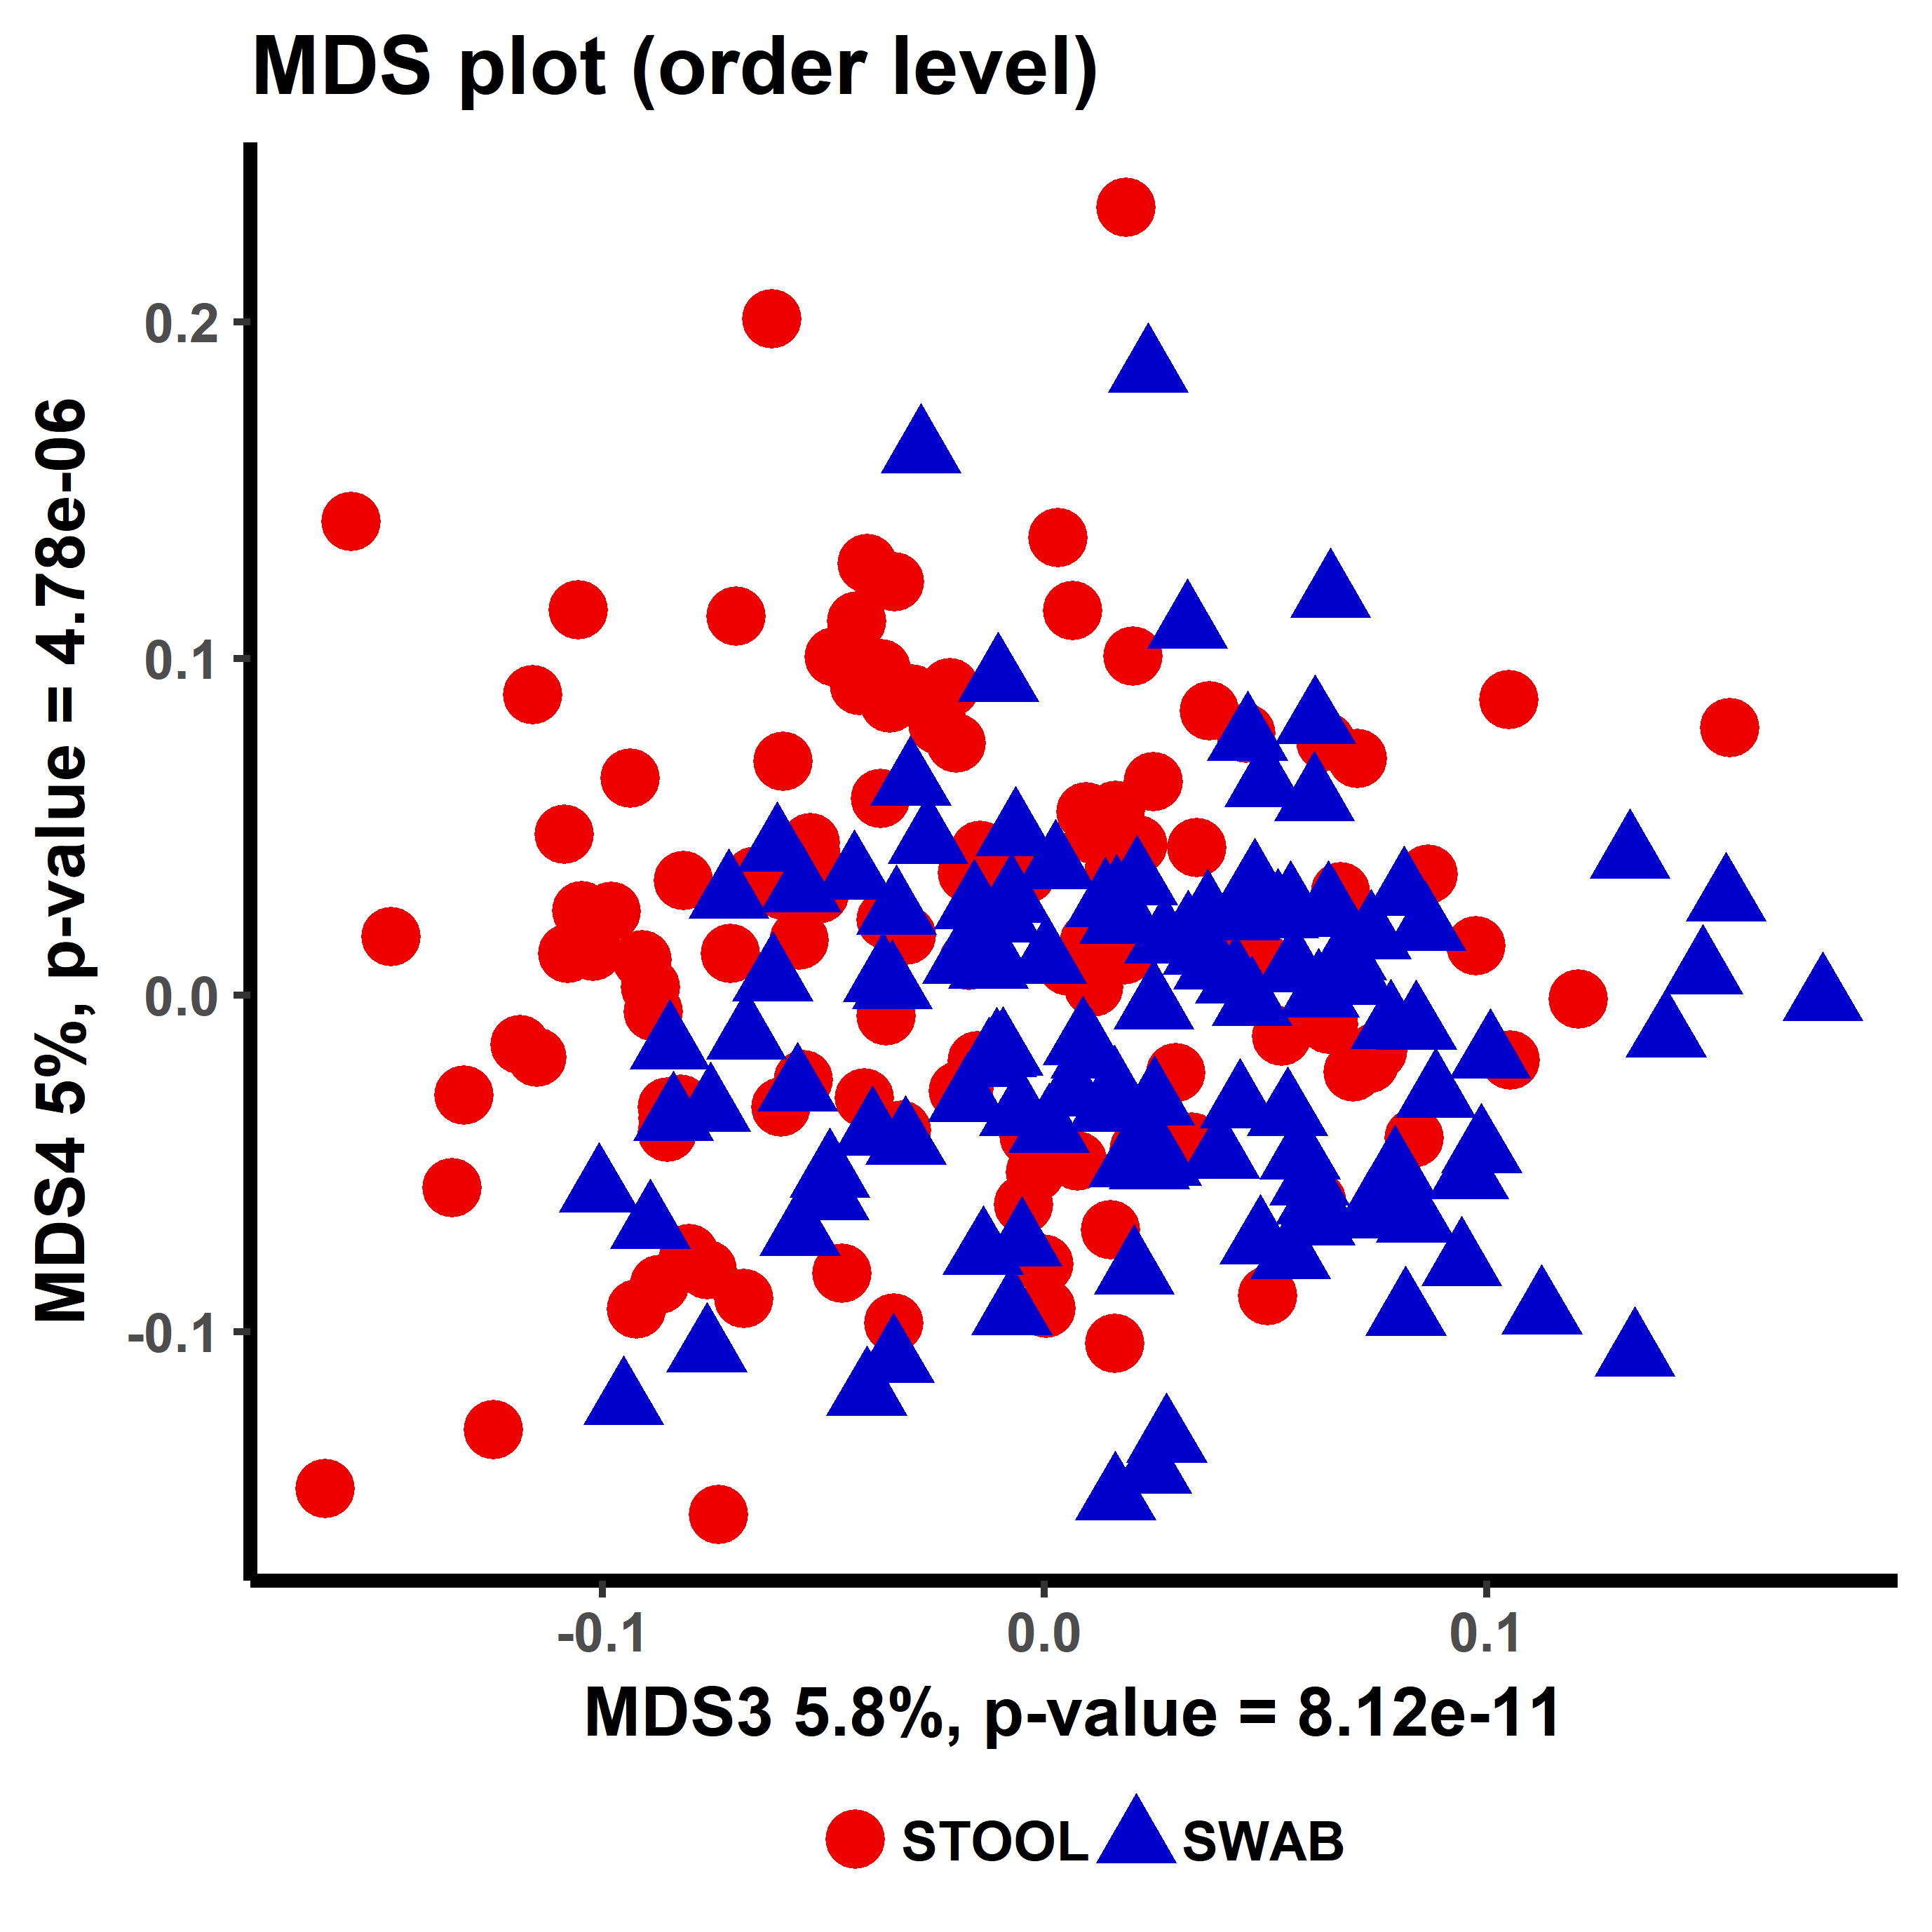 MDS plot (order level)
MDS4 5%, p-value = 4.78e-06
0.2
0.1
0.0
-0.1
-0.1 0.0 0.1
MDS3 5.8%, p-value = 8.12e-11
STOOL SWAB